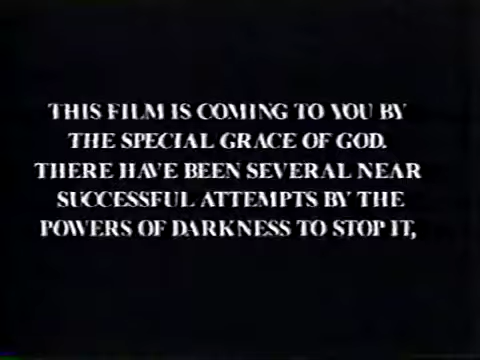 THIS FILM IS COMING TO YOU BY
THE SPECIAL GRACE OF GOD.
THERE HAVE BEEN SEVERAL NEAR
SUCCESSFUL ATTEMPTS BY THE
POWERS OF DARKNESS TO STOP IT,